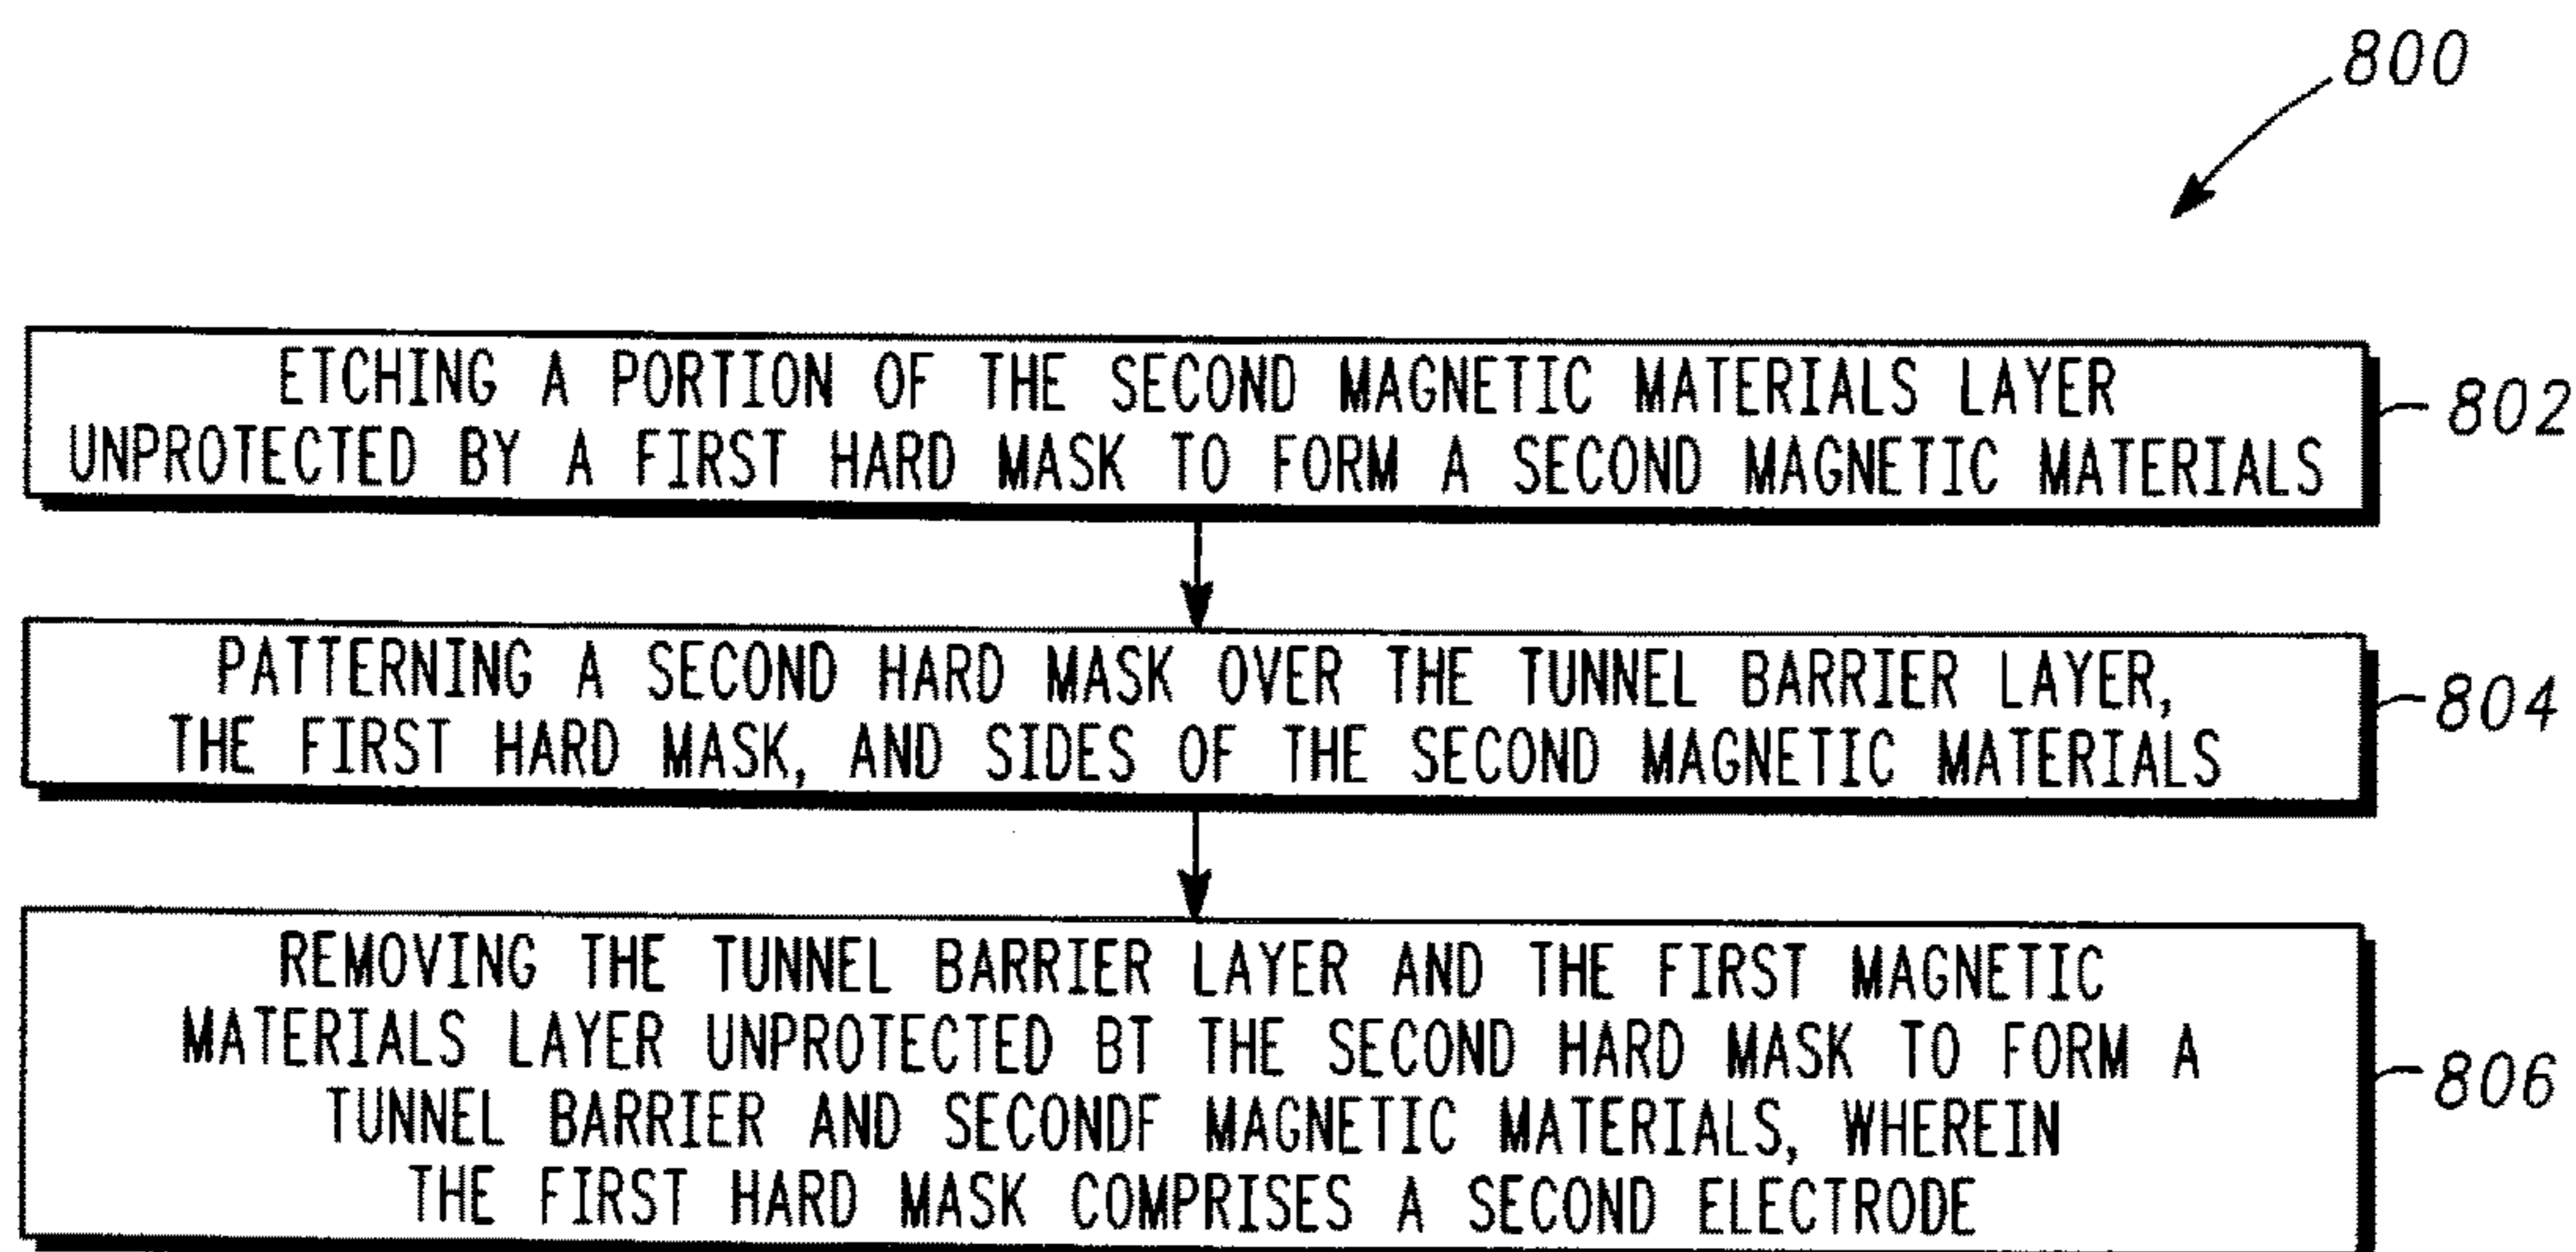 800
ETCHING A PORTION OF THE SECOND MAGNETIC MATERIALS LAYER
UNPROTECTED BY A FIRST HARD MASK TO FORM A SECOND MAGNETIC MATERIALS
802
PATTERNING A SECOND HARD MASK OVER THE TUNNEL BARRIER LAYER,
THE FIRST HARD MASK, AND SIDES OF THE SECOND MAGNETIC MATERIALS
804
REMOVING THE TUNNEL BARRIER LAYER AND THE FIRST MAGNETIC
MATERIALS LAYER UNPROTECTED BT THE SECOND HARD MASK TO FORM A
TUNNEL BARRIER AND SECONDF MAGNETIC MATERIALS, WHEREIN
THE FIRST HARD MASK COMPRISES A SECOND ELECTRODE
806